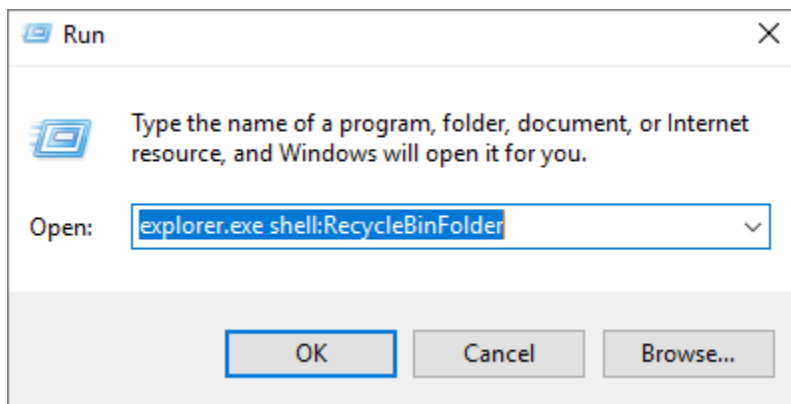 Run
Type the name of a program, folder, document, or Internet
resource, and Windows will open it for you.
Open: explorer.exe shell:RecycleBinFolder
OK Cancel Browse...